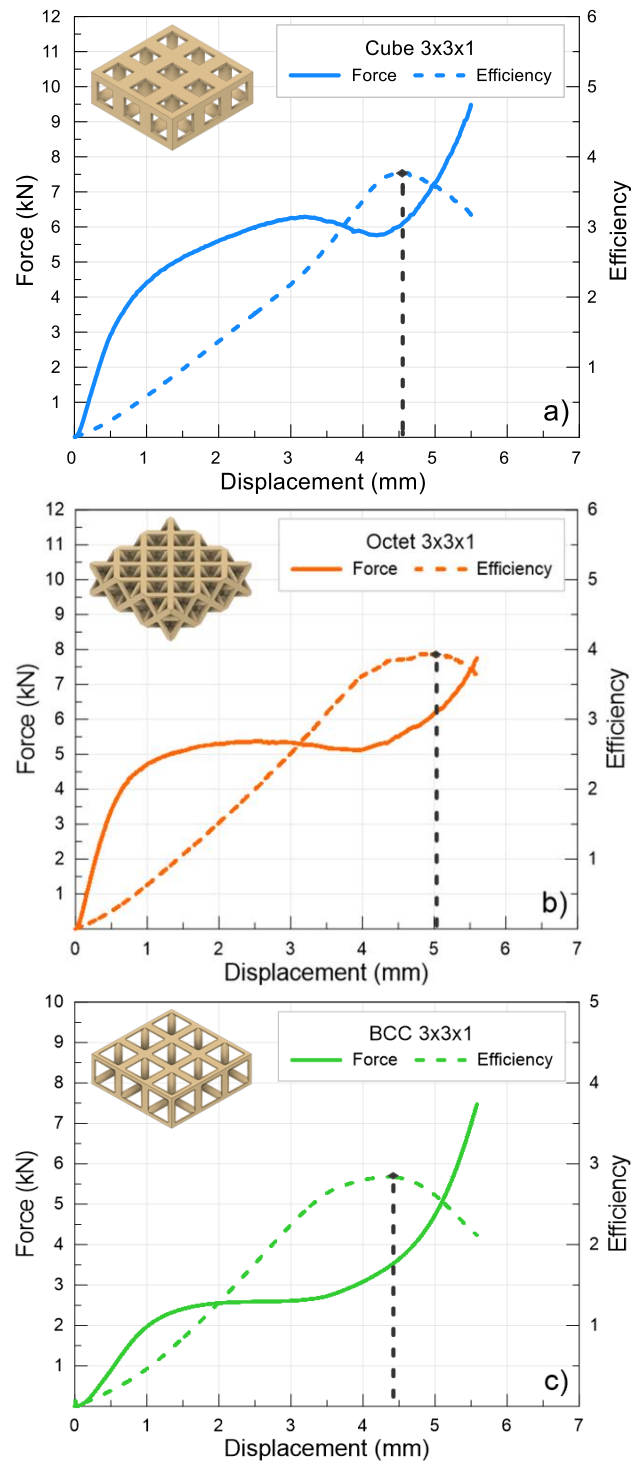 12
11
10
9
8
7
6
5
4
3
2
1
Force (kN)
Cube 3x3x1
Force Efficiency
6
5
4
3
2
1
Efficiency
a)
0 1 2 3 4 5 6 7
Displacement (mm)
12
11
10
9
8
7
6
5
4
3
2
1
Force (kN)
Octet 3x3x1
Force Efficiency
6
5
4
3
2
1
Efficiency
b)
0 1 2 3 4 5 6 7
Displacement (mm)
10
9
8
7
6
5
4
3
2
1
Force (kN)
BCC 3x3x1
Force Efficiency
5
4
3
2
1
Efficiency
c)
0 1 2 3 4 5 6 7
Displacement (mm)